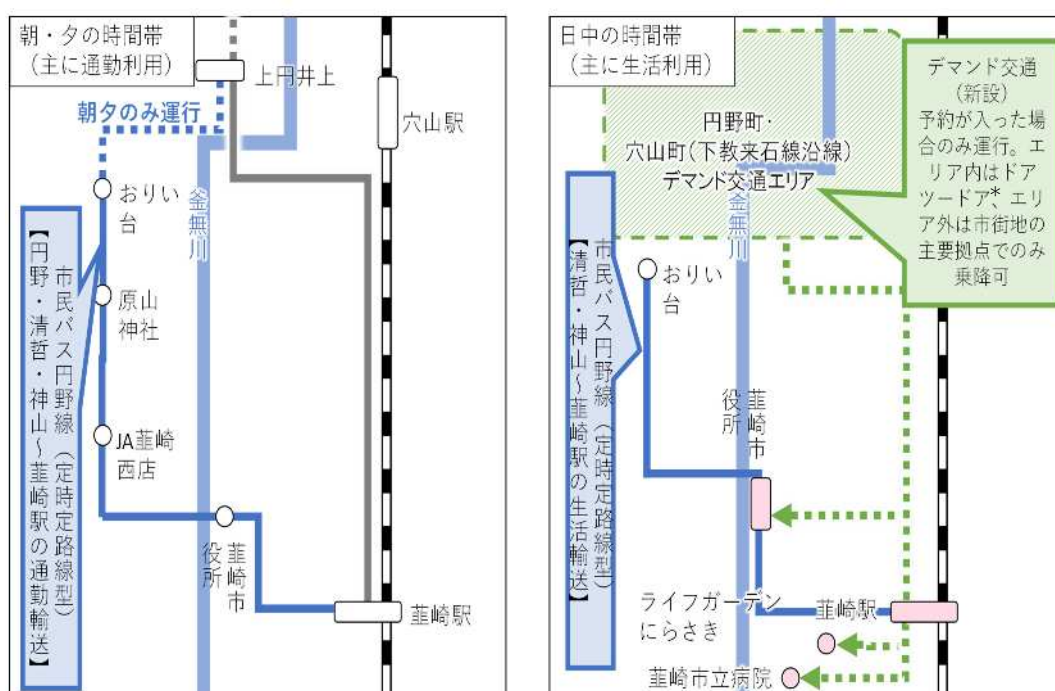 朝・夕の時間帯
（主に通勤利用）
上円井上
朝夕のみ運行
穴山駅
おりい
台
釜無川
市民バス円野線（定時定路線型）
【円野・清哲・神山～韮崎駅の通勤輸送】
原山
神社
JA韮崎
西店
韮崎市
役所
韮崎駅
日中の時間帯
（主に生活利用）
円野町・
穴山町（下教来石線沿線）
デマンド交通エリア
デマンド交通
（新設）
予約が入った場
合のみ運行。エ
リア内はドア
ツードア*、エリ
ア外は市街地の
主要拠点でのみ
乗降可
釜無川
市民バス円野線（定時定路線型）
【清哲・神山～韮崎駅の生活輸送】
おりい
台
韮崎市
役所
ライフガーデン
にらさき
韮崎駅
韮崎市立病院